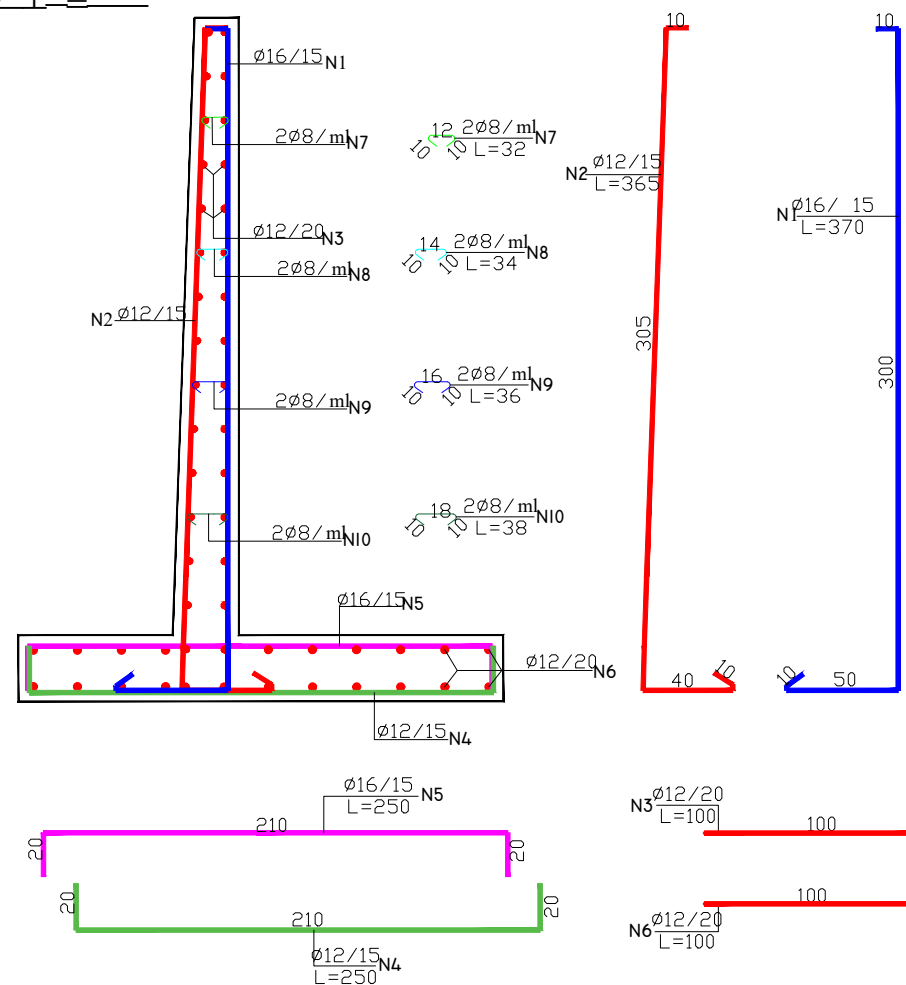 Ø16/15 N1
2Ø8/ml N7
Ø12/20 N3
2Ø8/ml N8
N2 Ø12/15
2Ø8/ml N9
2Ø8/ml N10
Ø16/15 N5
Ø12/20 N6
Ø12/15 N4
12 2Ø8/ml N7
10 10 L=32
14 2Ø8/ml N8
10 10 L=34
16 2Ø8/ml N9
10 10 L=36
18 2Ø8/ml N10
10 10 L=38
10
N2 Ø12/15
L=365
305
40
10
10
N1 Ø16/ 15
L=370
300
10
50
Ø16/15 N5
L=250
210
20
20
20
210
20
Ø12/15 N4
L=250
N3 Ø12/20
L=100
100
N6 Ø12/20
L=100
100